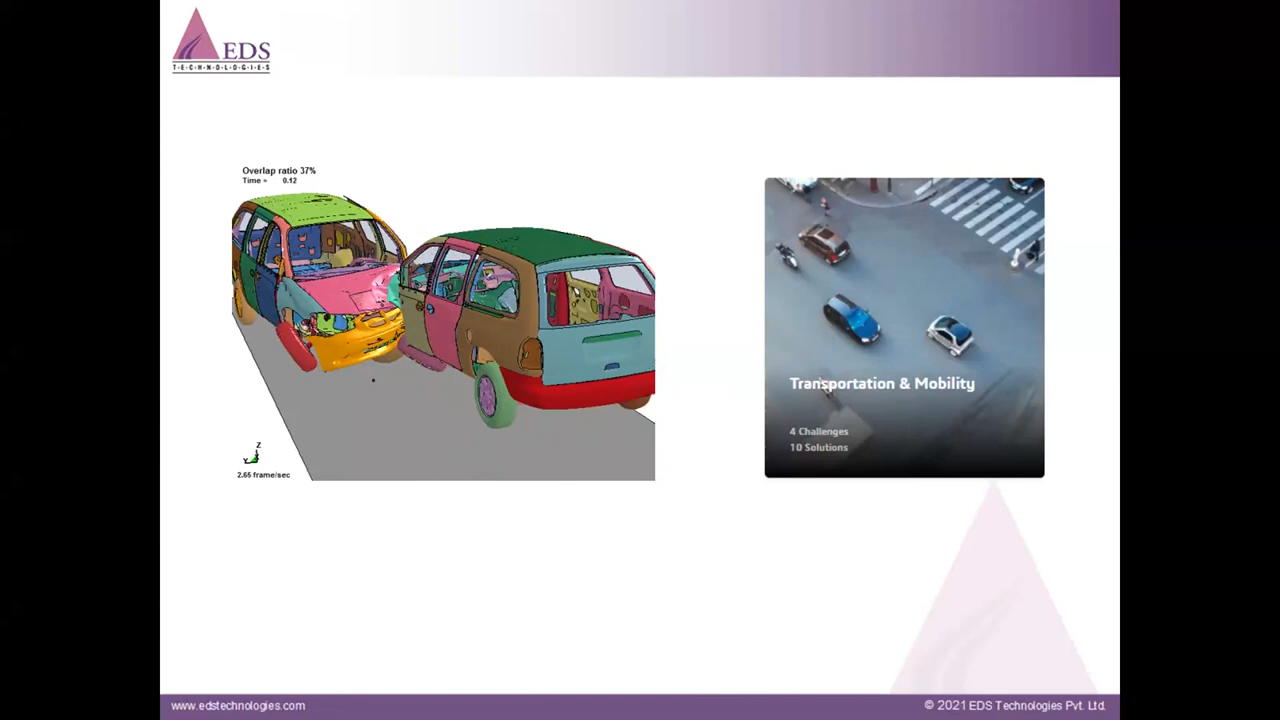 EDS
T·E·C·H·N·O·L·O·G·I·E·S
Overlap ratio 37%
Time = 0.12
Z
Y
2.65 frame/sec
Transportation & Mobility
4 Challenges
10 Solutions
www.edstechnologies.com
© 2021 EDS Technologies Pvt. Ltd.